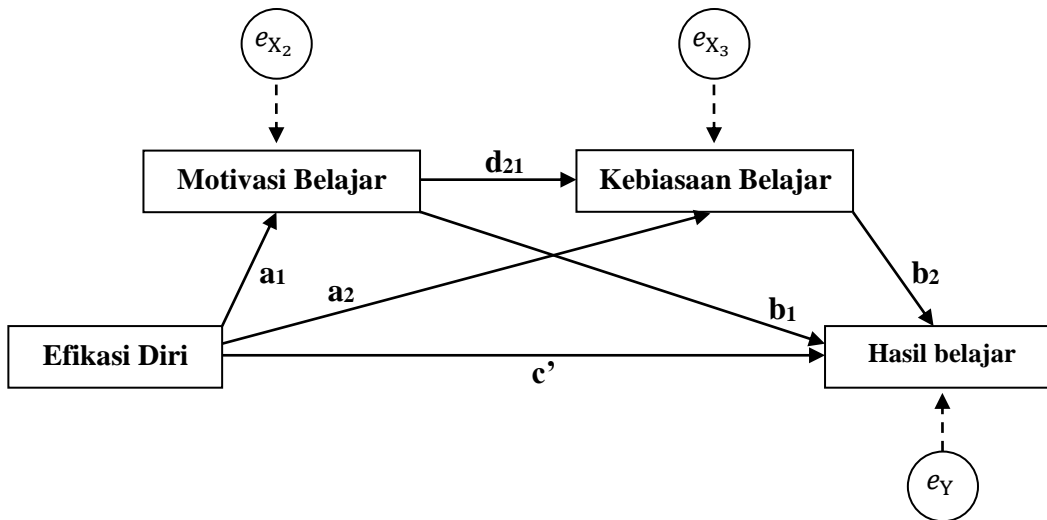 eX₂
eX₃
Motivasi Belajar
d₂₁
Kebiasaan Belajar
a₁
a₂
b₁
b₂
Efikasi Diri
c’
Hasil belajar
eY